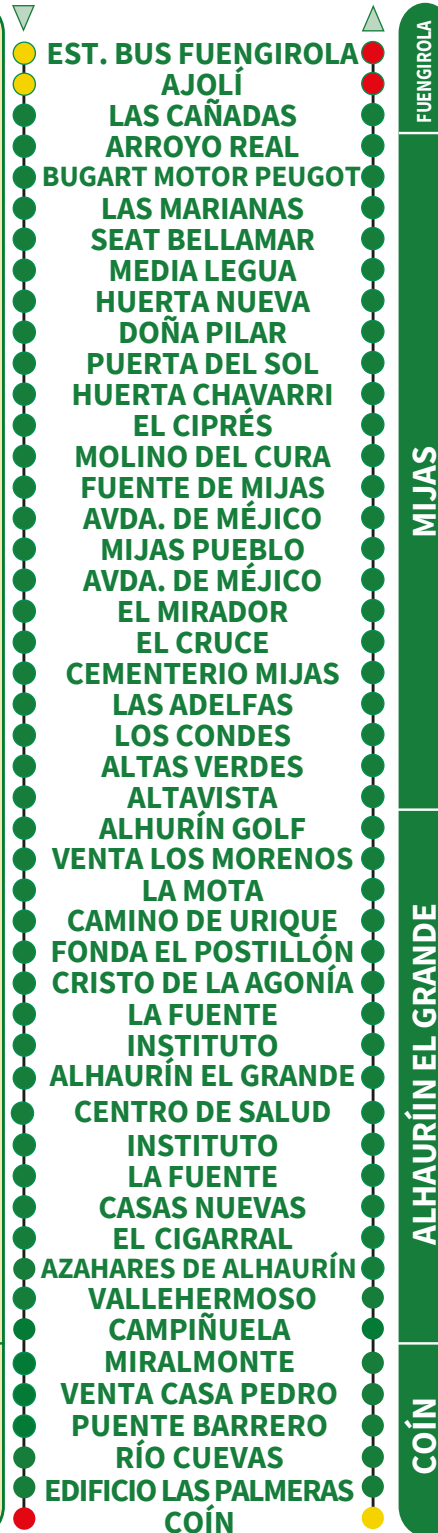 EST. BUS FUENGIROLA
AJOLÍ
LAS CAÑADAS
ARROYO REAL
BUGART MOTOR PEUGOT
LAS MARIANAS
SEAT BELLAMAR
MEDIA LEGUA
HUERTA NUEVA
DOÑA PILAR
PUERTA DEL SOL
HUERTA CHAVARRI
EL CIPRÉS
MOLINO DEL CURA
FUENTE DE MIJAS
AVDA. DE MÉJICO
MIJAS PUEBLO
AVDA. DE MÉJICO
EL MIRADOR
EL CRUCE
CEMENTERIO MIJAS
LAS ADELFAS
LOS CONDES
ALTAS VERDES
ALTAVISTA
ALHURÍN GOLF
VENTA LOS MORENOS
LA MOTA
CAMINO DE URIQUE
FONDA EL POSTILLÓN
CRISTO DE LA AGONÍA
LA FUENTE
INSTITUTO
ALHAURÍN EL GRANDE
CENTRO DE SALUD
INSTITUTO
LA FUENTE
CASAS NUEVAS
EL CIGARRAL
AZAHARES DE ALHAURÍN
VALLEHERMOSO
CAMPIÑUELA
MIRALMONTE
VENTA CASA PEDRO
PUENTE BARRERO
RÍO CUEVAS
EDIFICIO LAS PALMERAS
COÍN
FUENGIROLA
MIJAS
ALHAURÍIN EL GRANDE
COÍN